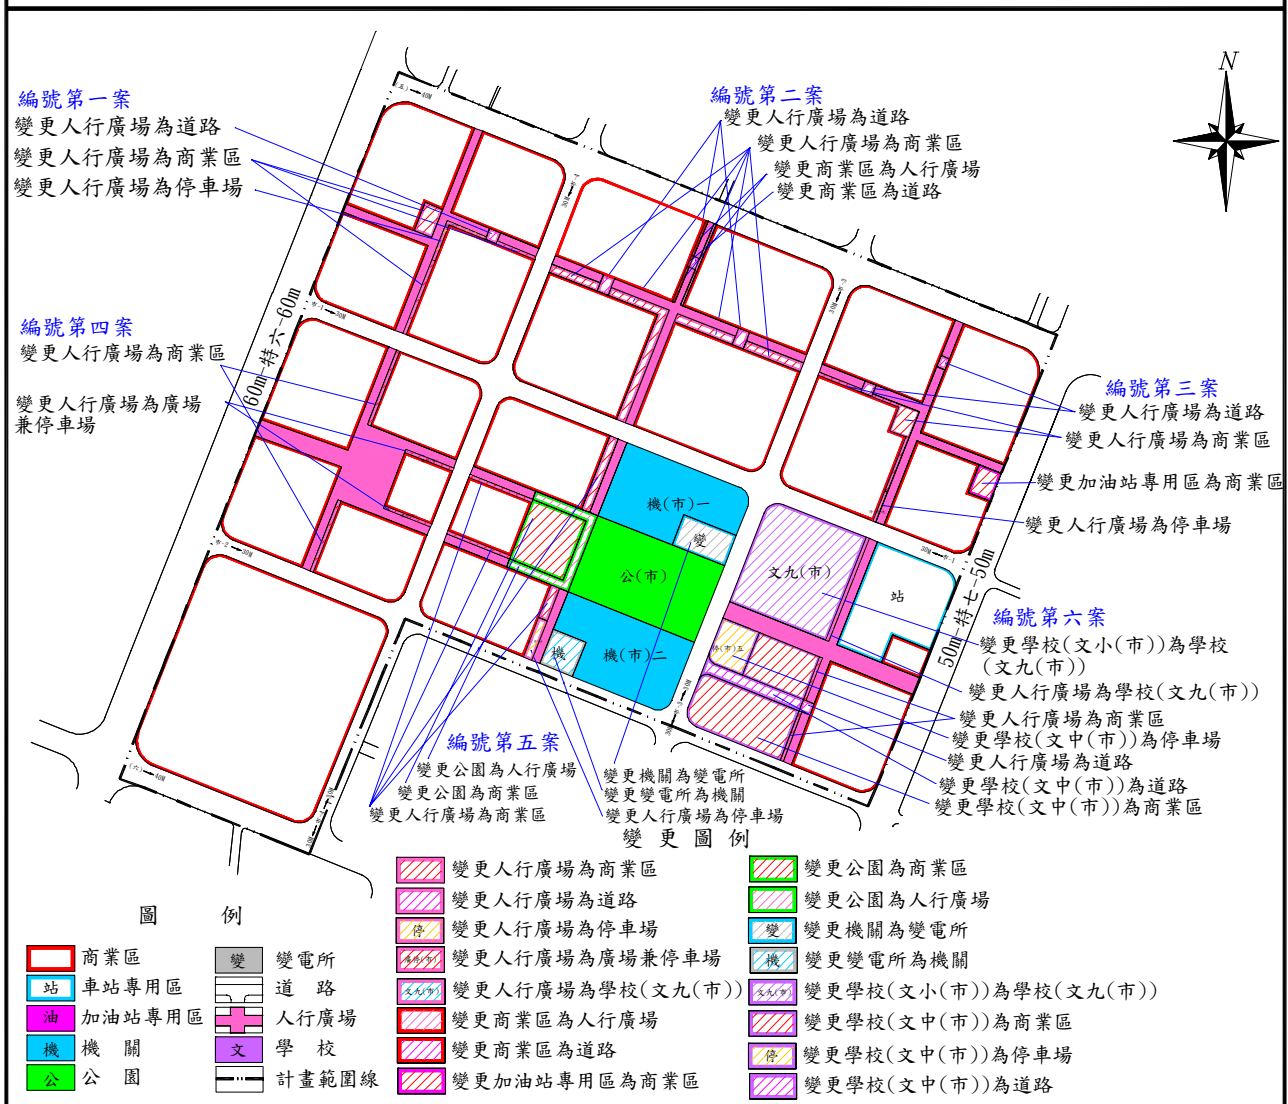 N
編號第一案
變更人行廣場為道路
變更人行廣場為商業區
變更人行廣場為停車場
編號第二案
變更人行廣場為道路
變更人行廣場為商業區
變更商業區為人行廣場
變更商業區為道路
編號第四案
變更人行廣場為商業區
變更人行廣場為廣場
兼停車場
60m-特六-60m
編號第三案
變更人行廣場為道路
變更人行廣場為商業區
變更加油站專用區為商業區
變更人行廣場為停車場
50m-特七-50m
機(市)一
變
公(市)
文九(市)
站
停(市)五
機
機(市)二
編號第六案
變更學校(文小(市))為學校
(文九(市))
變更人行廣場為學校(文九(市))
變更人行廣場為商業區
變更學校(文中(市))為停車場
變更人行廣場為道路
變更學校(文中(市))為道路
變更學校(文中(市))為商業區
編號第五案
變更公園為人行廣場
變更公園為商業區
變更人行廣場為商業區
變更機關為變電所
變更變電所為機關
變更人行廣場為停車場
變更圖例
變更人行廣場為商業區
變更人行廣場為道路
停 變更人行廣場為停車場
變更人行廣場為廣場兼停車場
文九(市) 變更人行廣場為學校(文九(市))
變更商業區為人行廣場
變更商業區為道路
變更加油站專用區為商業區
變更公園為商業區
變更公園為人行廣場
變 變更機關為變電所
機 變更變電所為機關
文九(市) 變更學校(文小(市))為學校(文九(市))
變更學校(文中(市))為商業區
停 變更學校(文中(市))為停車場
變更學校(文中(市))為道路
圖例
商業區
站 車站專用區
油 加油站專用區
機 機關
公 公園
變 變電所
道路
人行廣場
文 學校
計畫範圍線